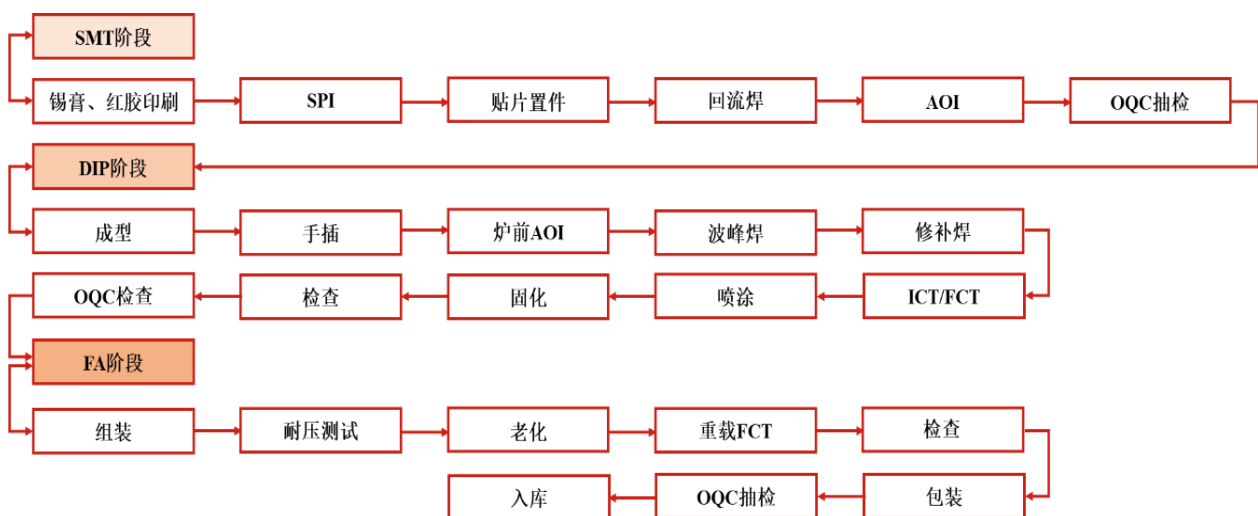 SMT阶段
锡膏、红胶印刷
SPI
贴片置件
回流焊
AOI
OQC抽检
DIP阶段
成型
手插
炉前AOI
波峰焊
修补焊
OQC检查
检查
固化
喷涂
ICT/FCT
FA阶段
组装
耐压测试
老化
重载FCT
检查
入库
OQC抽检
包装